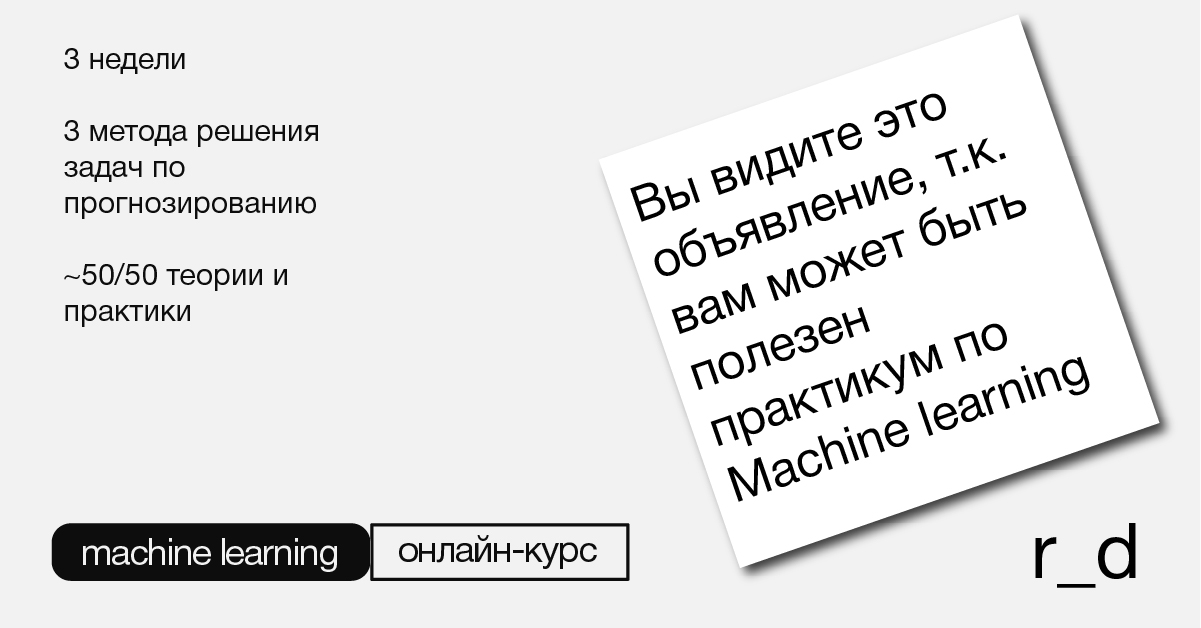 3 недели
3 метода решения
задач по
прогнозированию
~50/50 теории и
практики
Вы видите это
объявление, т.к.
вам может быть
полезен
практикум по
Machine learning
machine learning
онлайн-курс
r_d